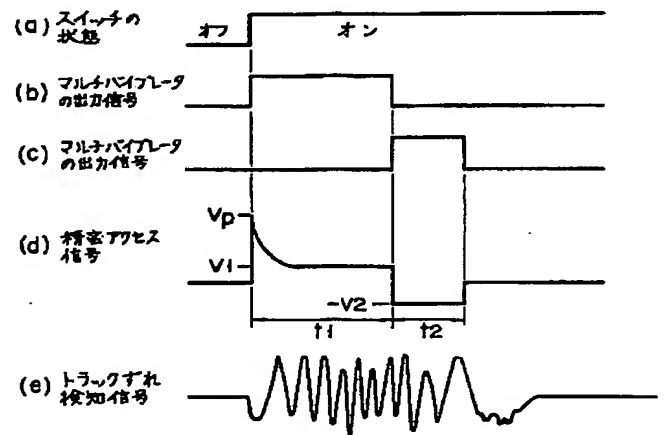 (a) スイッチの
状態
オフ
オン
(b) マルチバイブレータ
の出力信号
(c) マルチバイブレータ
の出力信号
(d) 精密アクセス
信号
Vp
V1
-V2
t1
t2
(e) トラックずれ
検知信号